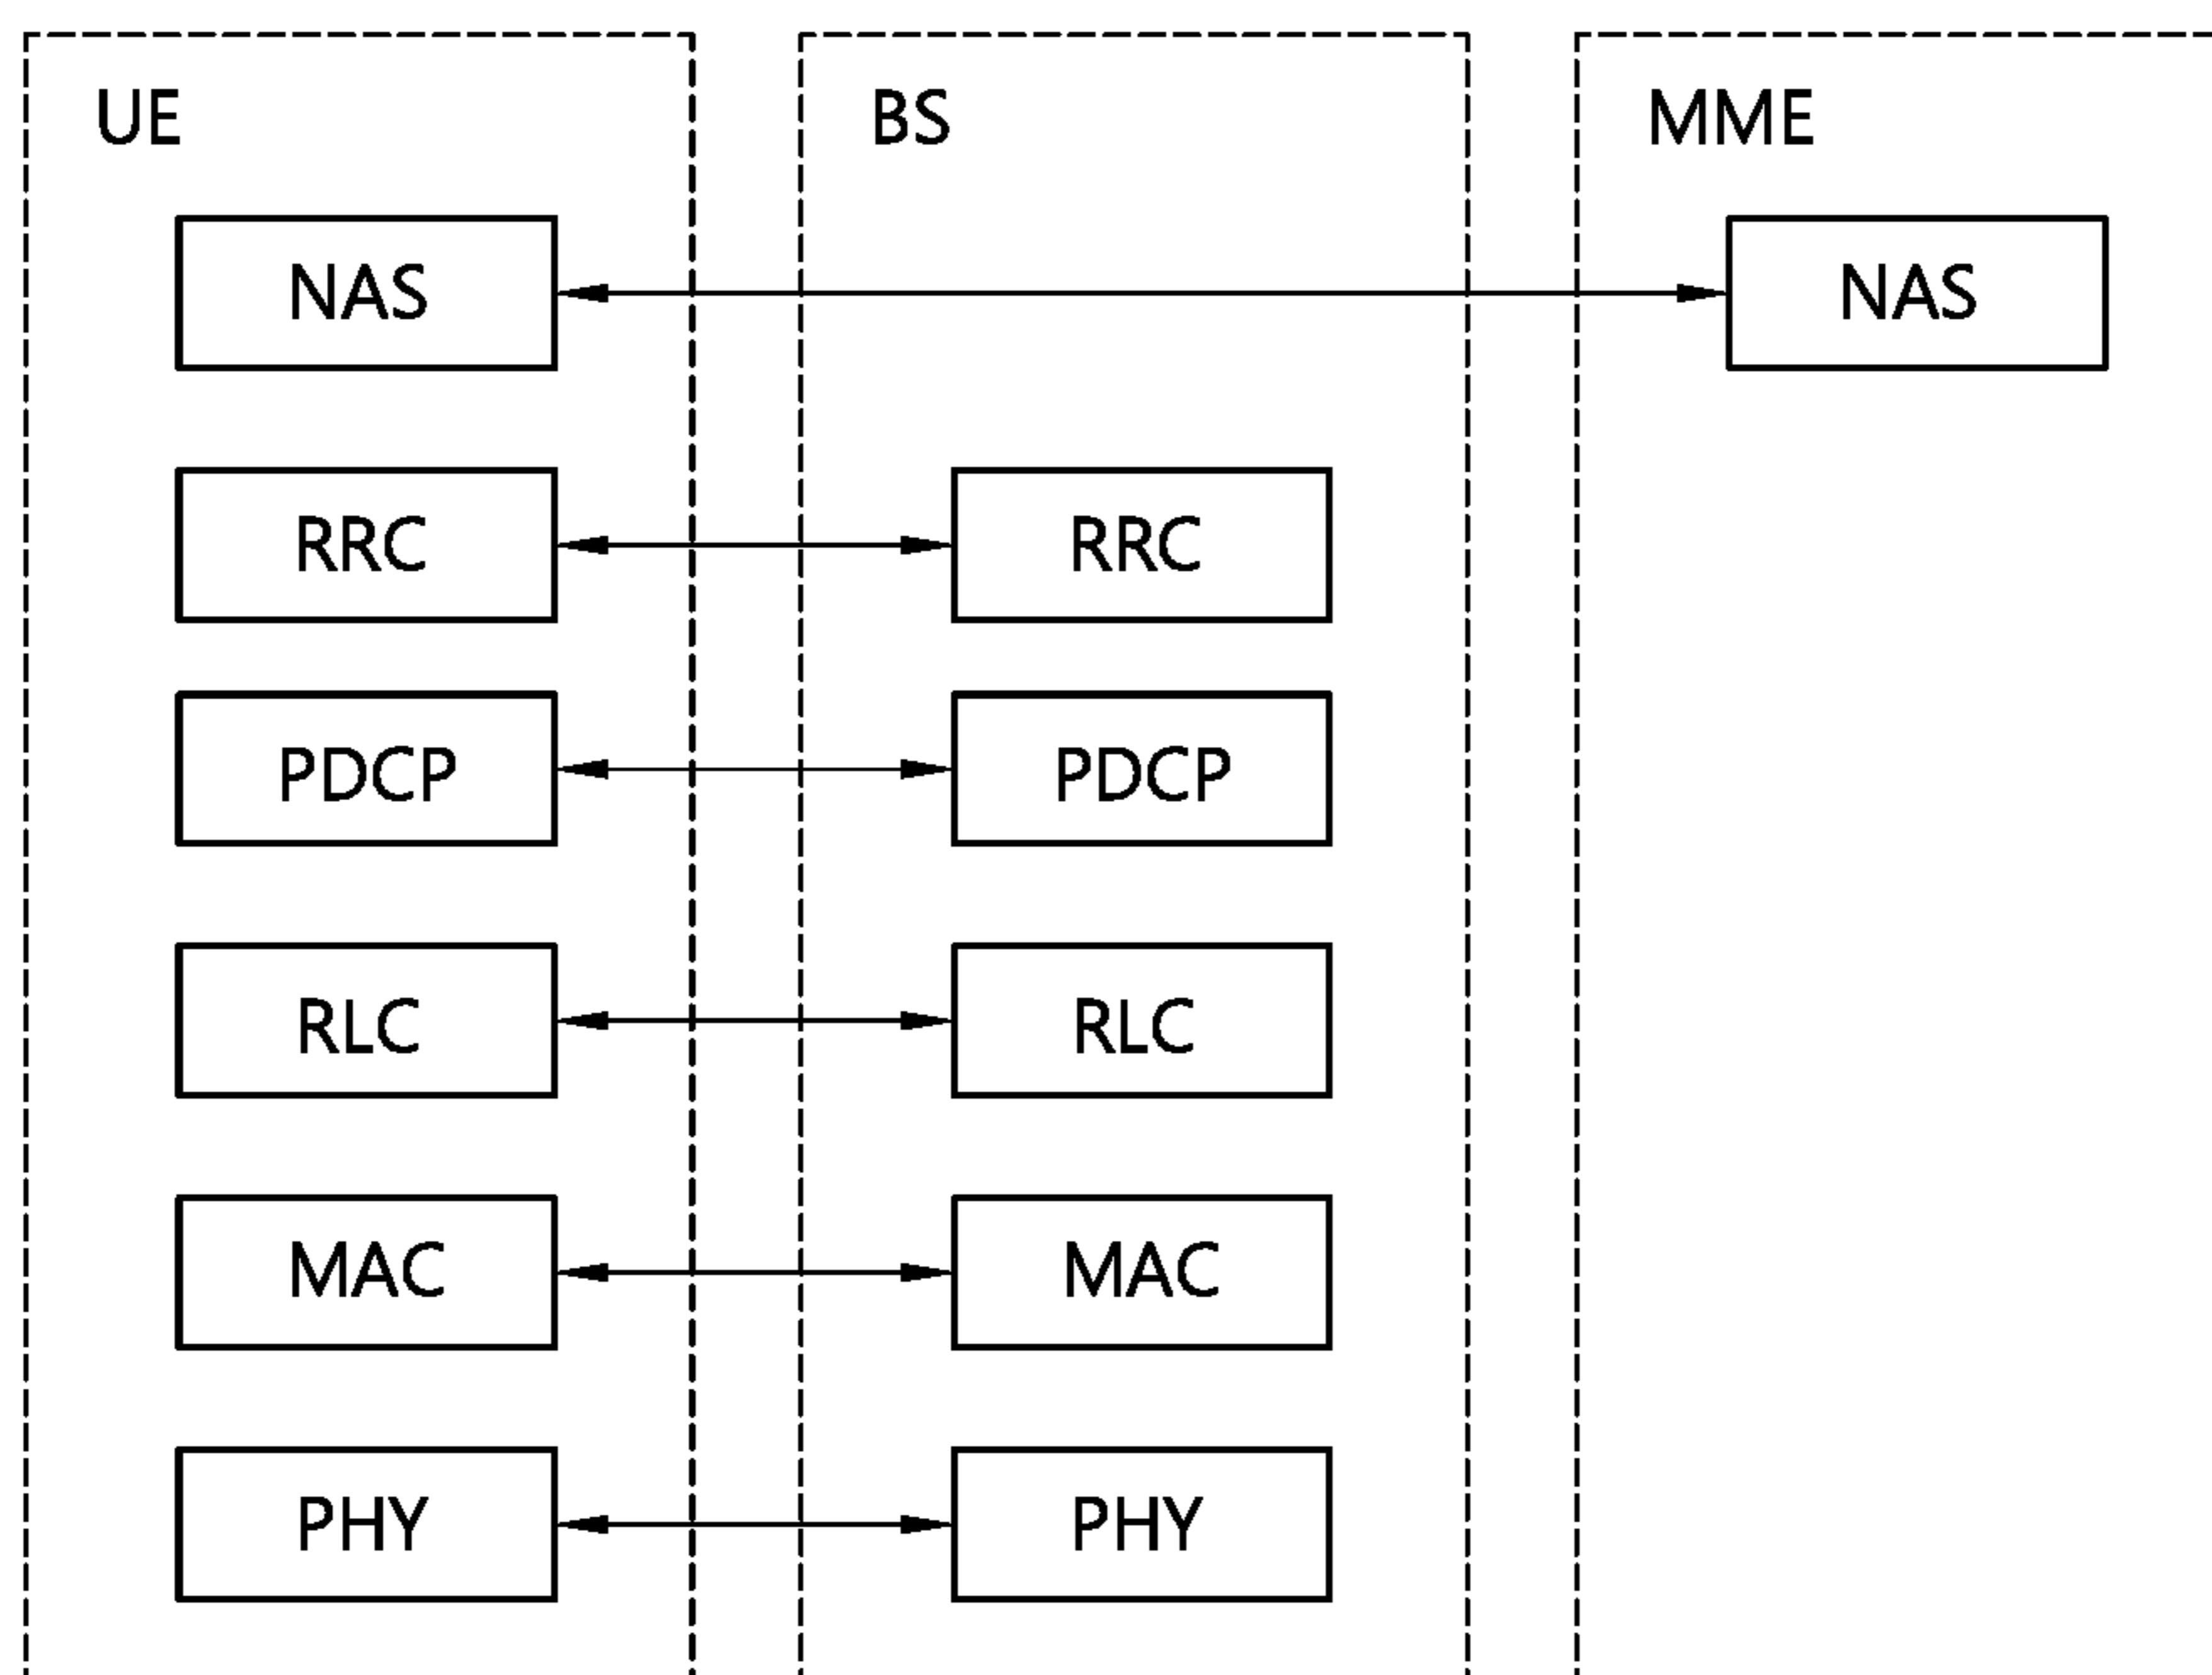 UE BS MME
NAS NAS
RRC RRC
PDCP PDCP
RLC RLC
MAC MAC
PHY PHY